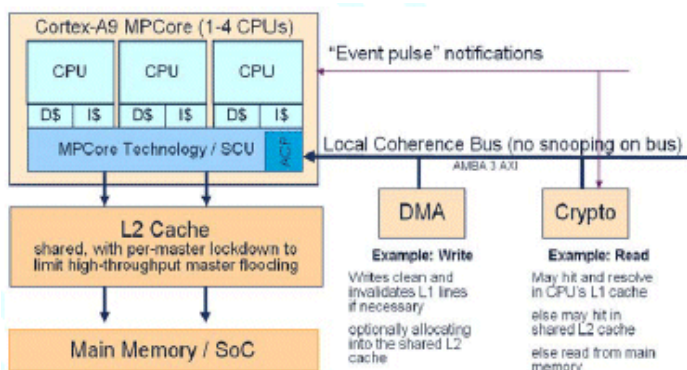 Cortex-A9 MPCore (1-4 CPUs)
CPU CPU CPU
D$ I$ D$ I$ D$ I$
MPCore Technology / SCU
ACP
"Event pulse" notifications
Local Coherence Bus (no snooping on bus)
AMBA 3 AXI
L2 Cache
shared, with per-master lockdown to
limit high-throughput master flooding
Main Memory / SoC
DMA
Example: Write
Writes clean and
invalidates L1 lines
if necessary
optionally allocating
into the shared L2
cache
Crypto
Example: Read
May hit and resolve
in CPU's L1 cache
else may hit in
shared L2 cache
else read from main
memory